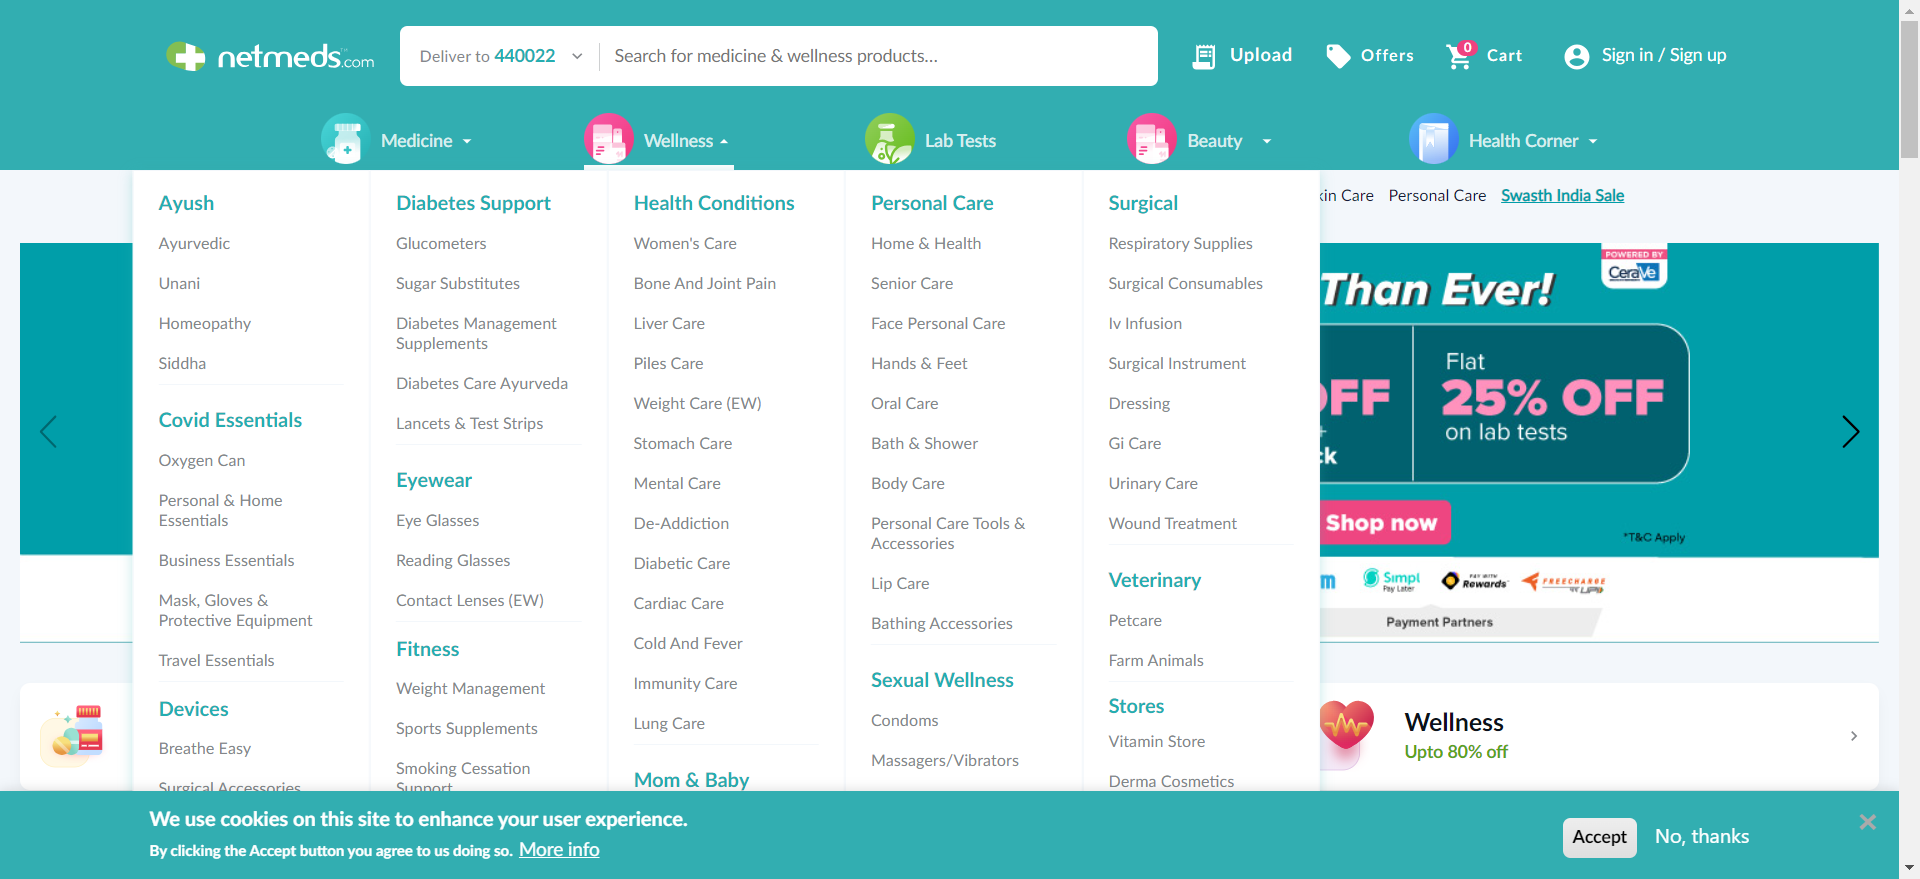 netmeds.com
Deliver to 440022
Search for medicine & wellness products...
Upload
Offers
0
Cart
Sign in / Sign up
Medicine
Wellness
Lab Tests
Beauty
Health Corner
Ayush
Ayurvedic
Unani
Homeopathy
Siddha
Covid Essentials
Oxygen Can
Personal & Home
Essentials
Business Essentials
Mask, Gloves &
Protective Equipment
Travel Essentials
Devices
Breathe Easy
Surgical Accessories
Diabetes Support
Glucometers
Sugar Substitutes
Diabetes Management
Supplements
Diabetes Care Ayurveda
Lancets & Test Strips
Eyewear
Eye Glasses
Reading Glasses
Contact Lenses (EW)
Fitness
Weight Management
Sports Supplements
Smoking Cessation
Support
Health Conditions
Women's Care
Bone And Joint Pain
Liver Care
Piles Care
Weight Care (EW)
Stomach Care
Mental Care
De-Addiction
Diabetic Care
Cardiac Care
Cold And Fever
Immunity Care
Lung Care
Mom & Baby
Personal Care
Home & Health
Senior Care
Face Personal Care
Hands & Feet
Oral Care
Bath & Shower
Body Care
Personal Care Tools &
Accessories
Lip Care
Bathing Accessories
Sexual Wellness
Condoms
Massagers/Vibrators
Surgical
Respiratory Supplies
Surgical Consumables
Iv Infusion
Surgical Instrument
Dressing
Gi Care
Urinary Care
Wound Treatment
Veterinary
Petcare
Farm Animals
Stores
Vitamin Store
Derma Cosmetics
kin Care
Personal Care
Swasth India Sale
POWERED BY
CeraVe
Than Ever!
OFF
+
ck
Flat
25% OFF
on lab tests
Shop now
*T&C Apply
m
Simpl
Pay Later
PAY WITH
Rewards
FREECHARGE
UPI
Payment Partners
Wellness
Upto 80% off
We use cookies on this site to enhance your user experience.
By clicking the Accept button you agree to us doing so. More info
Accept
No, thanks